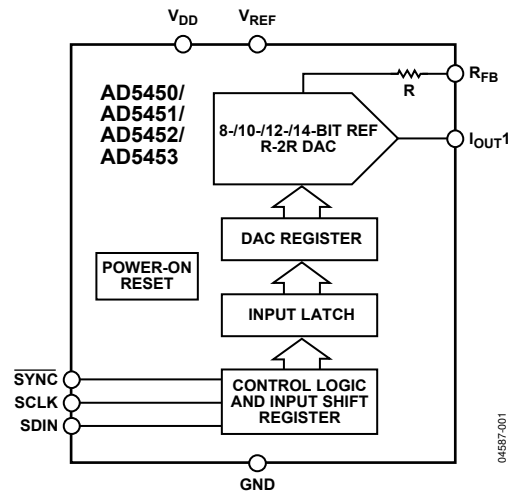 VDD
VREF
AD5450/
AD5451/
AD5452/
AD5453
RFB
R
8-/10-/12-/14-BIT REF
R-2R DAC
IOUT1
DAC REGISTER
POWER-ON
RESET
INPUT LATCH
SYNC
SCLK
SDIN
CONTROL LOGIC
AND INPUT SHIFT
REGISTER
GND
04587-001